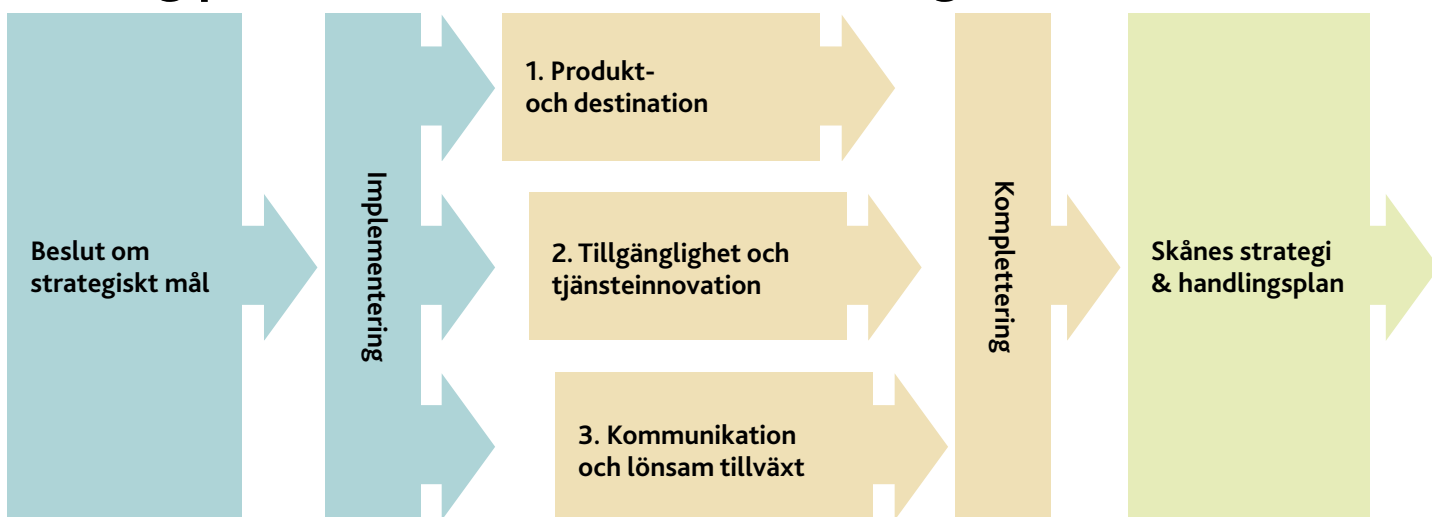 Beslut om
strategiskt mål
Implementering
1. Produkt-
och destination
2. Tillgänglighet och
tjänsteinnovation
3. Kommunikation
och lönsam tillväxt
Komplettering
Skånes strategi
& handlingsplan